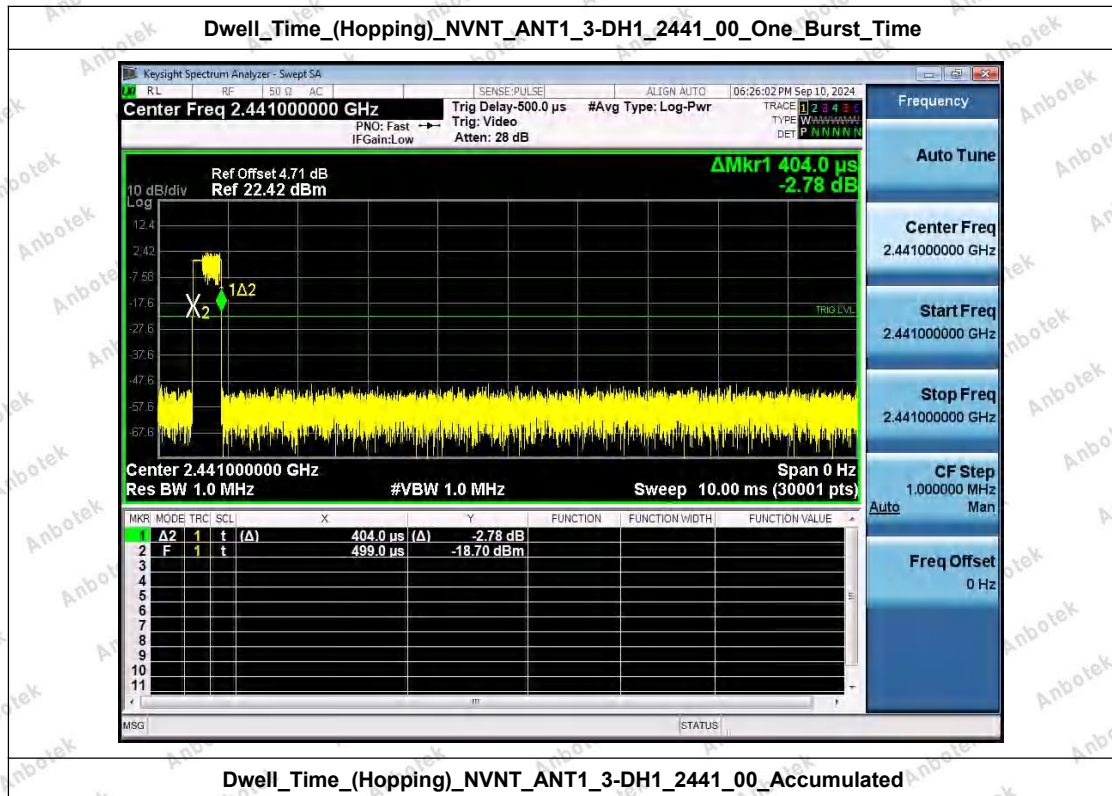 Dwell_Time_(Hopping)_NVNT_ANT1_3-DH1_2441_00_One_Burst_Time
Keysight Spectrum Analyzer - Swept SA
RL RF 50 Ω AC SENSE:PULSE ALIGN AUTO 06:26:02 PM Sep 10, 2024
Center Freq 2.441000000 GHz
PNO: Fast
IFGain:Low
Trig Delay-500.0 µs
Trig: Video
Atten: 28 dB
#Avg Type: Log-Pwr
TRACE 1 2 3 4 5 6
TYPE W
DET P N N N N N
Frequency
Auto Tune
Center Freq
2.441000000 GHz
Start Freq
2.441000000 GHz
Stop Freq
2.441000000 GHz
CF Step
1.000000 MHz
Auto Man
Freq Offset
0 Hz
ΔMkr1 404.0 µs
-2.78 dB
Ref Offset 4.71 dB
10 dB/div Ref 22.42 dBm
Log
12.4
2.42
-7.58
-17.6
-27.6
-37.6
-47.6
-57.6
-67.6
1Δ2
X2
TRIG LVL
Center 2.441000000 GHz Span 0 Hz
Res BW 1.0 MHz #VBW 1.0 MHz Sweep 10.00 ms (30001 pts)
MKR MODE TRC SCL X Y FUNCTION FUNCTION WIDTH FUNCTION VALUE
1 Δ2 1 t (Δ) 404.0 µs (Δ) -2.78 dB
2 F 1 t 499.0 µs -18.70 dBm
3
4
5
6
7
8
9
10
11
MSG STATUS
Dwell_Time_(Hopping)_NVNT_ANT1_3-DH1_2441_00_Accumulated